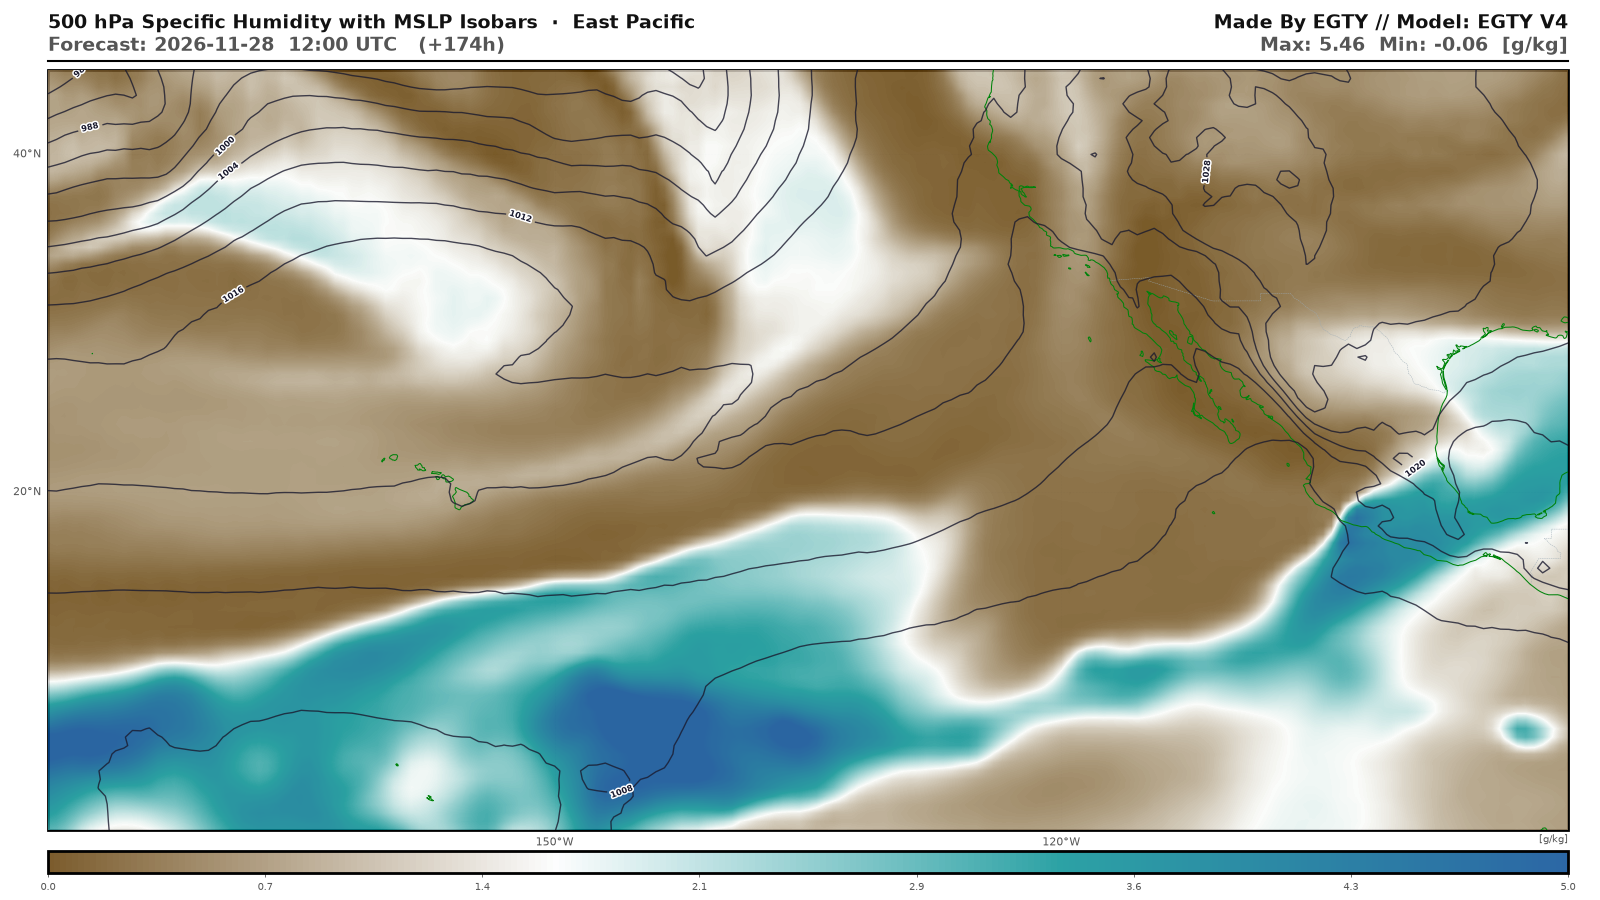 500 hPa Specific Humidity with MSLP Isobars · East Pacific
Made By EGTY // Model: EGTY V4
Forecast: 2026-11-28 12:00 UTC (+174h)
Max: 5.46 Min: -0.06 [g/kg]
988
1000
1004
1012
1016
1028
1020
1008
40°N
20°N
150°W
120°W
[g/kg]
0.0 0.7 1.4 2.1 2.9 3.6 4.3 5.0